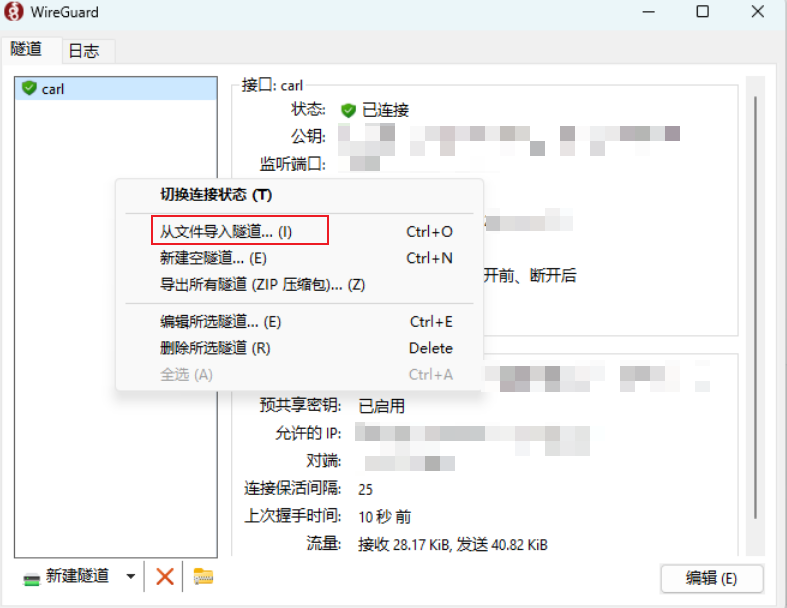 WireGuard
隧道 日志
carl
接口: carl
状态: 已连接
公钥:
监听端口:
切换连接状态 (T)
从文件导入隧道... (I) Ctrl+O
新建空隧道... (E) Ctrl+N
导出所有隧道 (ZIP 压缩包)... (Z)
编辑所选隧道... (E) Ctrl+E
删除所选隧道 (R) Delete
全选 (A) Ctrl+A
开前、断开后
预共享密钥: 已启用
允许的 IP:
对端:
连接保活间隔: 25
上次握手时间: 10 秒 前
流量: 接收 28.17 KiB, 发送 40.82 KiB
新建隧道
编辑 (E)